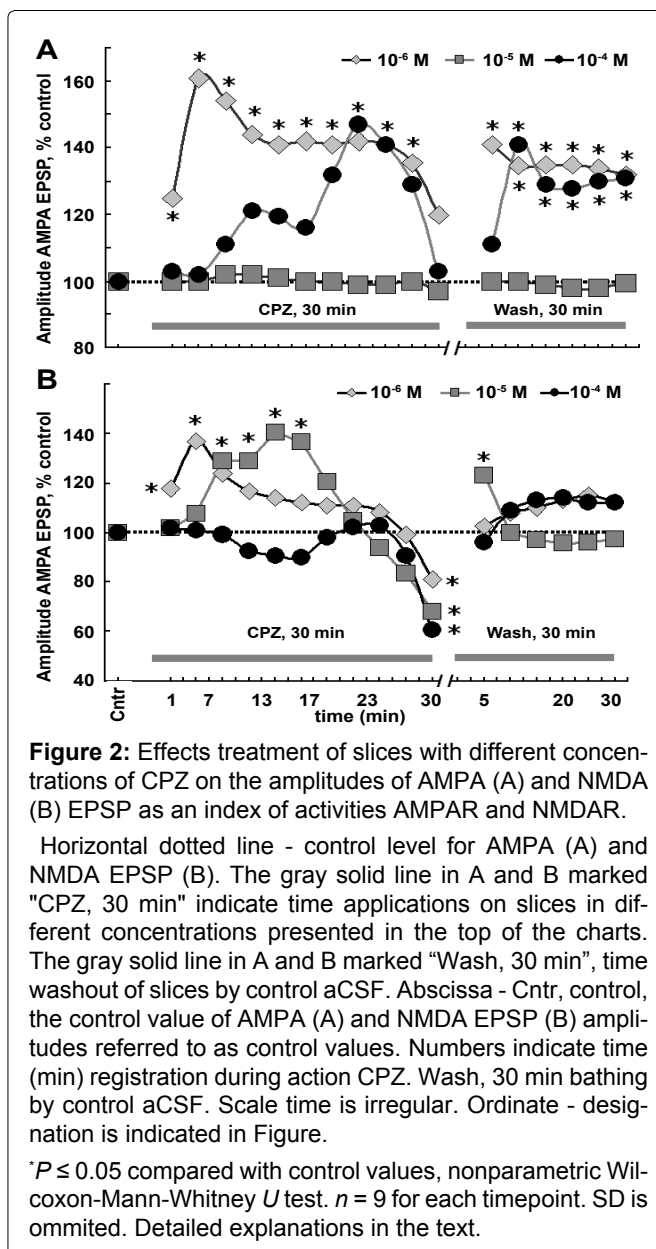 A
10-6 M
10-5 M
10-4 M
Amplitude AMPA EPSP, % control
160
140
120
100
80
* * * * * * * * * *
* * * * * * * * * * *
CPZ, 30 min
Wash, 30 min
B
10-6 M
10-5 M
10-4 M
Amplitude AMPA EPSP, % control
140
120
100
80
60
40
* * * * * *
* * * *
CPZ, 30 min
Wash, 30 min
Cntr
1 7 13 17 23 30 5 20 30
time (min)
Figure 2: Effects treatment of slices with different concen-
trations of CPZ on the amplitudes of AMPA (A) and NMDA
(B) EPSP as an index of activities AMPAR and NMDAR.
Horizontal dotted line - control level for AMPA (A) and
NMDA EPSP (B). The gray solid line in A and B marked
"CPZ, 30 min" indicate time applications on slices in dif-
ferent concentrations presented in the top of the charts.
The gray solid line in A and B marked “Wash, 30 min”, time
washout of slices by control aCSF. Abscissa - Cntr, control,
the control value of AMPA (A) and NMDA EPSP (B) ampli-
tudes referred to as control values. Numbers indicate time
(min) registration during action CPZ. Wash, 30 min bathing
by control aCSF. Scale time is irregular. Ordinate - desig-
nation is indicated in Figure.
*P ≤ 0.05 compared with control values, nonparametric Wil-
coxon-Mann-Whitney U test. n = 9 for each timepoint. SD is
ommited. Detailed explanations in the text.